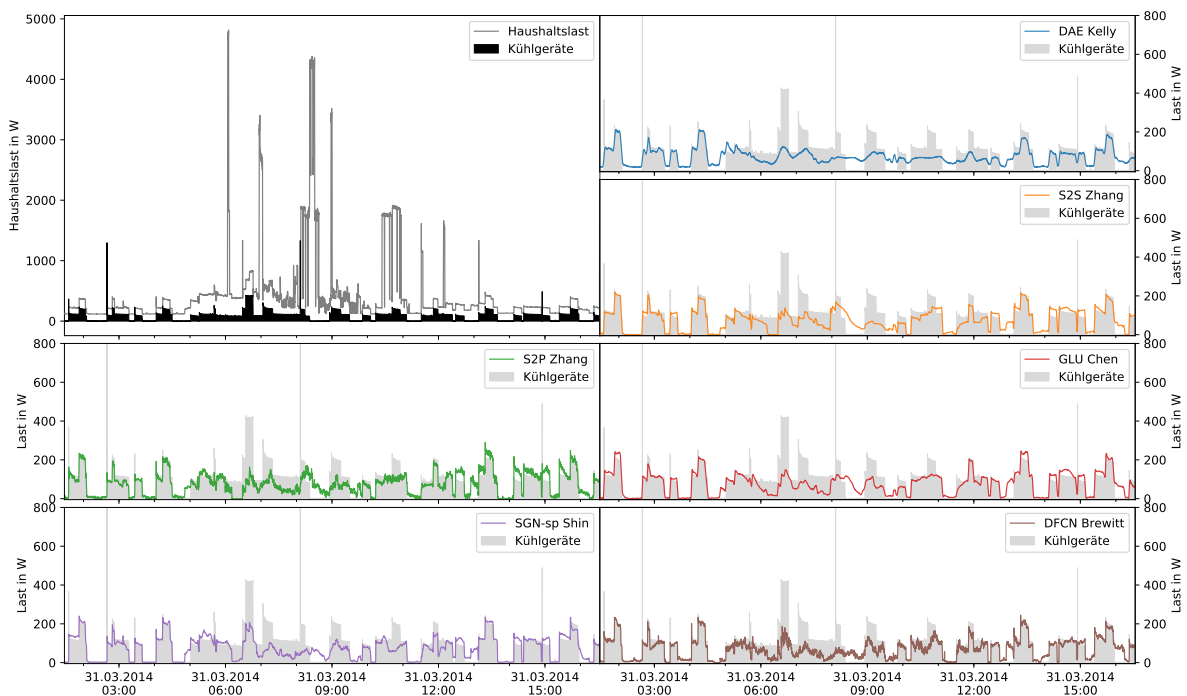 5000
4000
3000
2000
1000
0
Haushaltslast in W
Haushaltslast
Kühlgeräte
800
600
400
200
0
Last in W
DAE Kelly
Kühlgeräte
800
600
400
200
0
Last in W
S2S Zhang
Kühlgeräte
800
600
400
200
0
Last in W
S2P Zhang
Kühlgeräte
800
600
400
200
0
Last in W
GLU Chen
Kühlgeräte
800
600
400
200
0
Last in W
SGN-sp Shin
Kühlgeräte
800
600
400
200
0
Last in W
DFCN Brewitt
Kühlgeräte
31.03.2014 31.03.2014 31.03.2014 31.03.2014 31.03.2014
03:00 06:00 09:00 12:00 15:00
31.03.2014 31.03.2014 31.03.2014 31.03.2014 31.03.2014
03:00 06:00 09:00 12:00 15:00